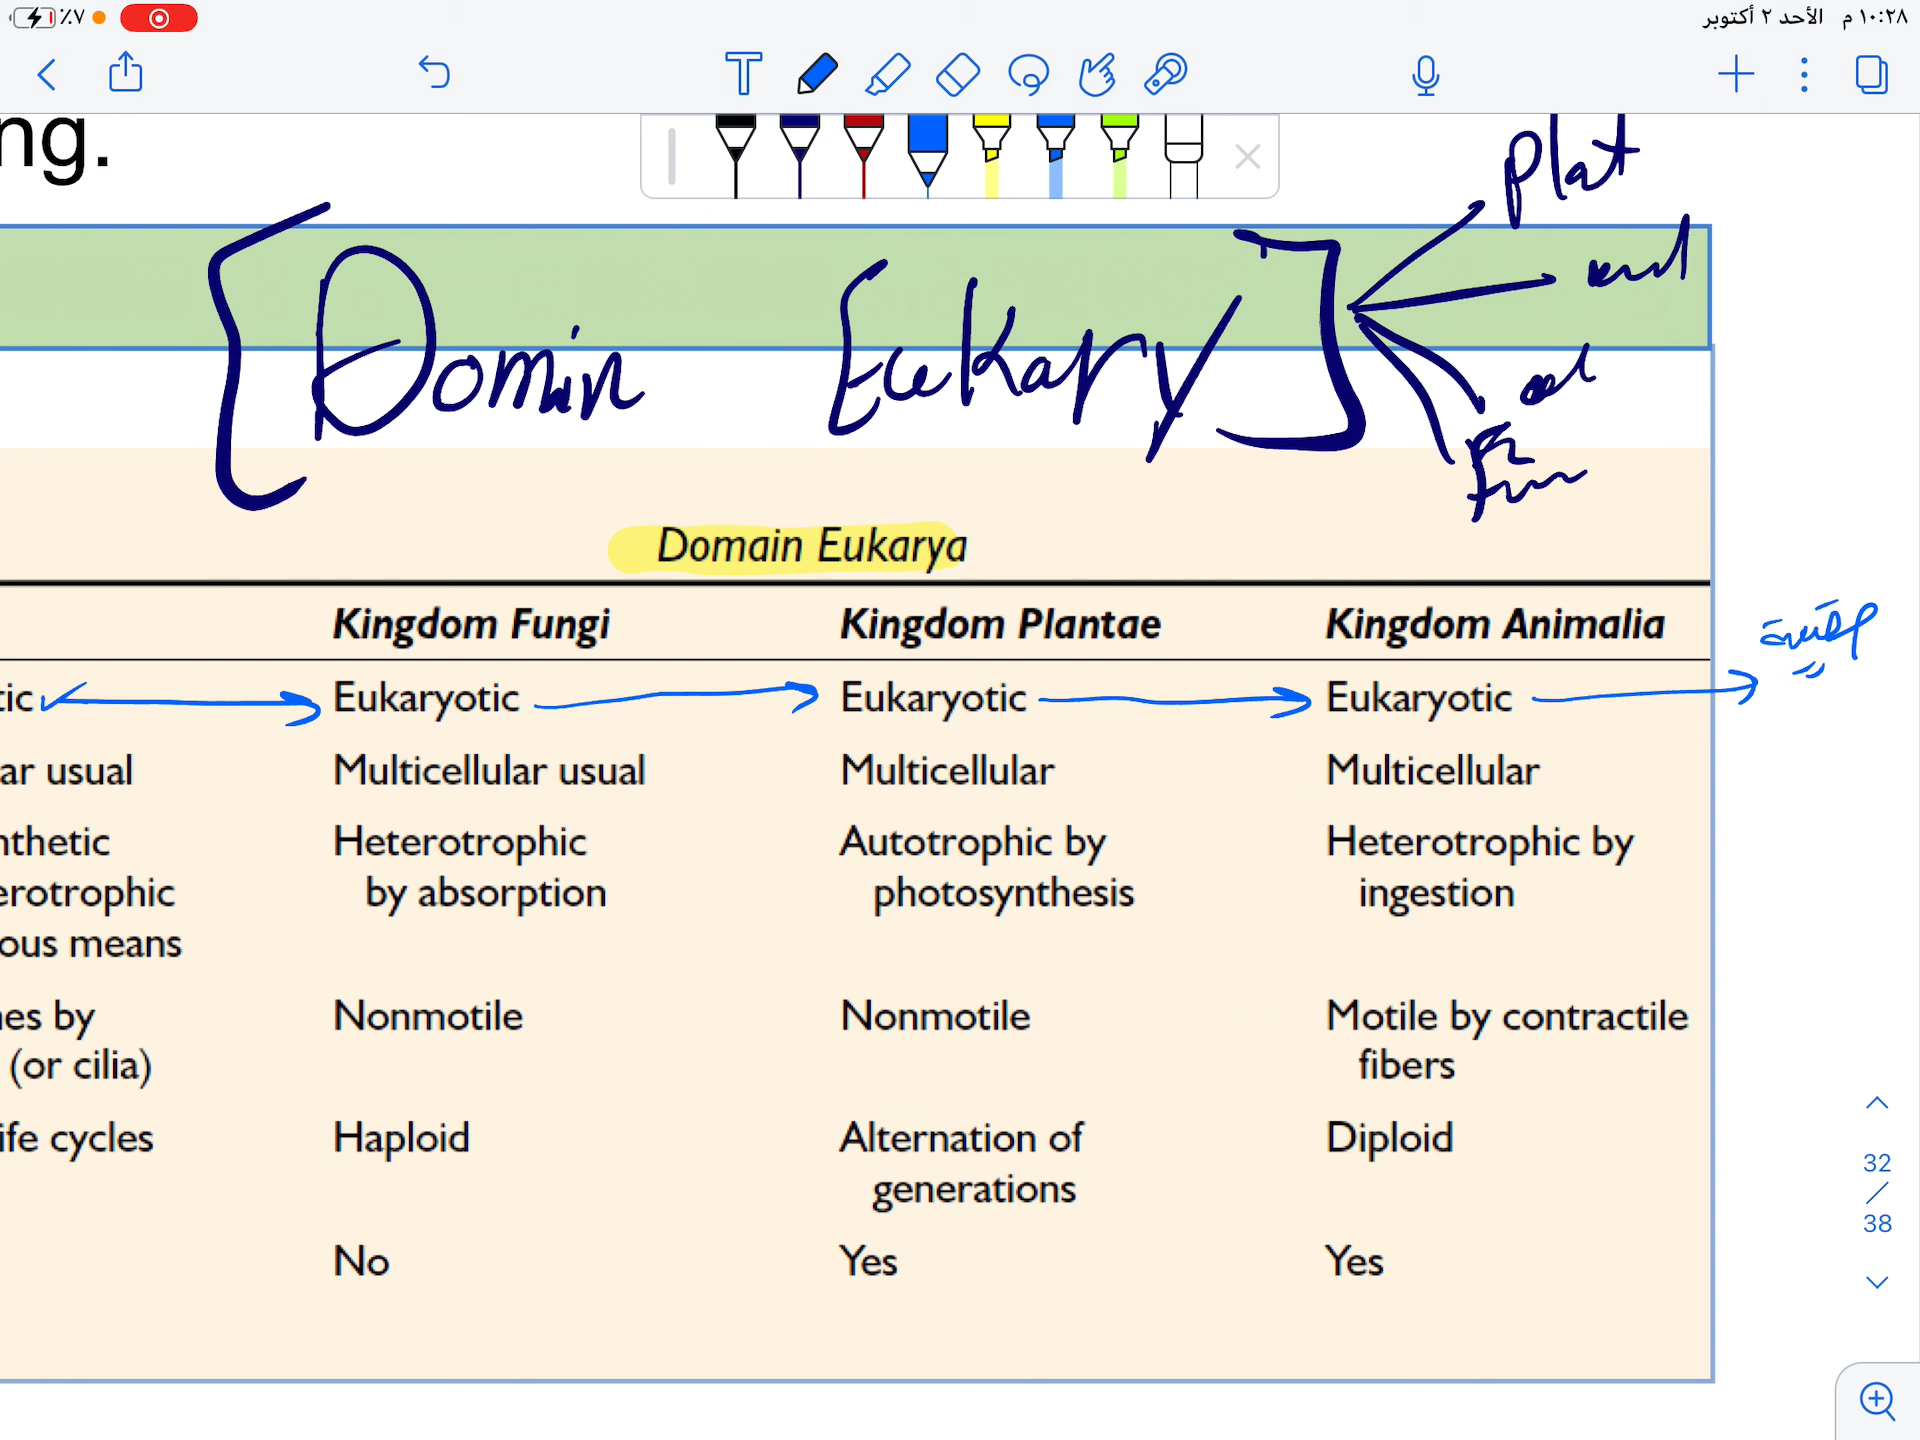 ٪٧
١٠:٢٨ م الأحد ٢ أكتوبر
ng.
plat
Domin Eukary
Domain Eukarya
Kingdom Fungi Kingdom Plantae Kingdom Animalia
tic Eukaryotic Eukaryotic Eukaryotic
ar usual Multicellular usual Multicellular Multicellular
nthetic Heterotrophic Autotrophic by Heterotrophic by
erotrophic by absorption photosynthesis ingestion
ous means
nes by Nonmotile Nonmotile Motile by contractile
(or cilia) fibers
ife cycles Haploid Alternation of Diploid
generations
No Yes Yes
32
/
38